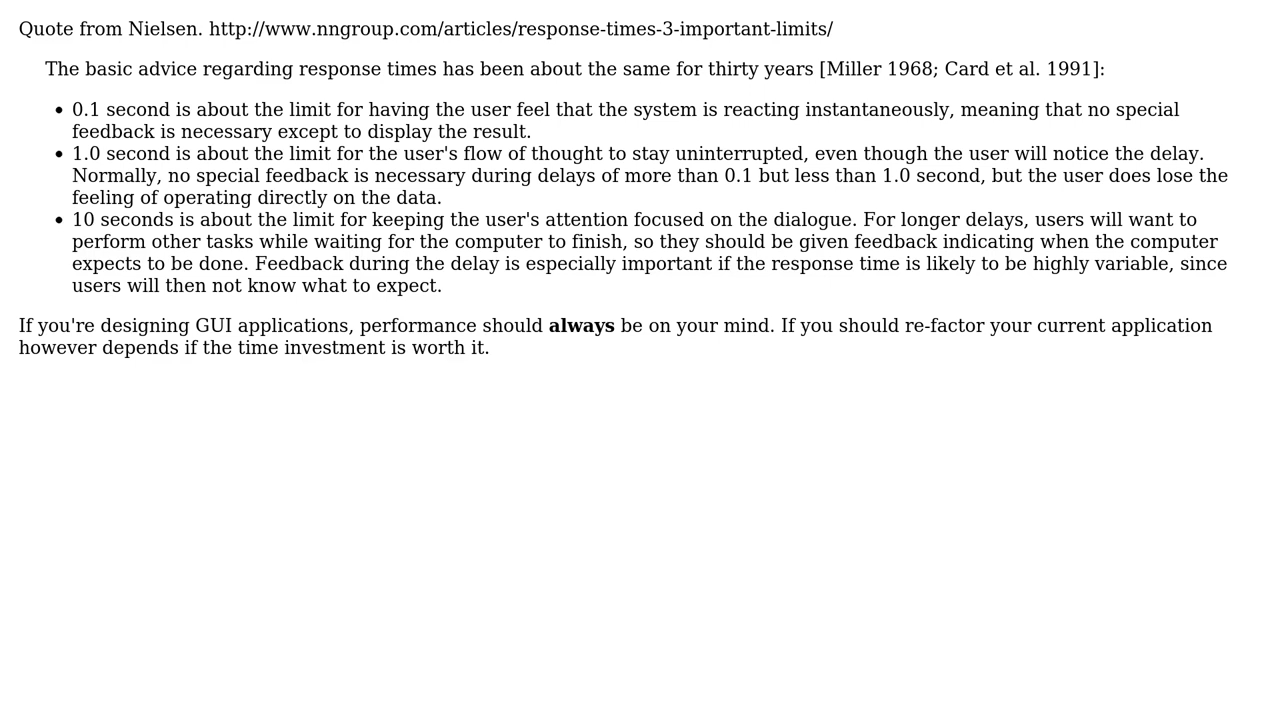 Quote from Nielsen. http://www.nngroup.com/articles/response-times-3-important-limits/
The basic advice regarding response times has been about the same for thirty years [Miller 1968; Card et al. 1991]:
• 0.1 second is about the limit for having the user feel that the system is reacting instantaneously, meaning that no special
feedback is necessary except to display the result.
• 1.0 second is about the limit for the user's flow of thought to stay uninterrupted, even though the user will notice the delay.
Normally, no special feedback is necessary during delays of more than 0.1 but less than 1.0 second, but the user does lose the
feeling of operating directly on the data.
• 10 seconds is about the limit for keeping the user's attention focused on the dialogue. For longer delays, users will want to
perform other tasks while waiting for the computer to finish, so they should be given feedback indicating when the computer
expects to be done. Feedback during the delay is especially important if the response time is likely to be highly variable, since
users will then not know what to expect.
If you're designing GUI applications, performance should always be on your mind. If you should re-factor your current application
however depends if the time investment is worth it.